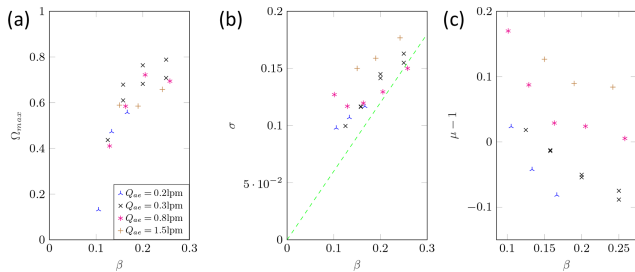 (a)
1
0.8
0.6
0.4
0.2
0
0
0.1
0.2
0.3
Ω_max
β
Q_ae = 0.2lpm
Q_ae = 0.3lpm
Q_ae = 0.8lpm
Q_ae = 1.5lpm
(b)
0.2
0.15
0.1
5 · 10⁻²
0
0
0.1
0.2
0.3
σ
β
(c)
0.2
0.1
0
−0.1
0.1
0.15
0.2
0.25
μ − 1
β